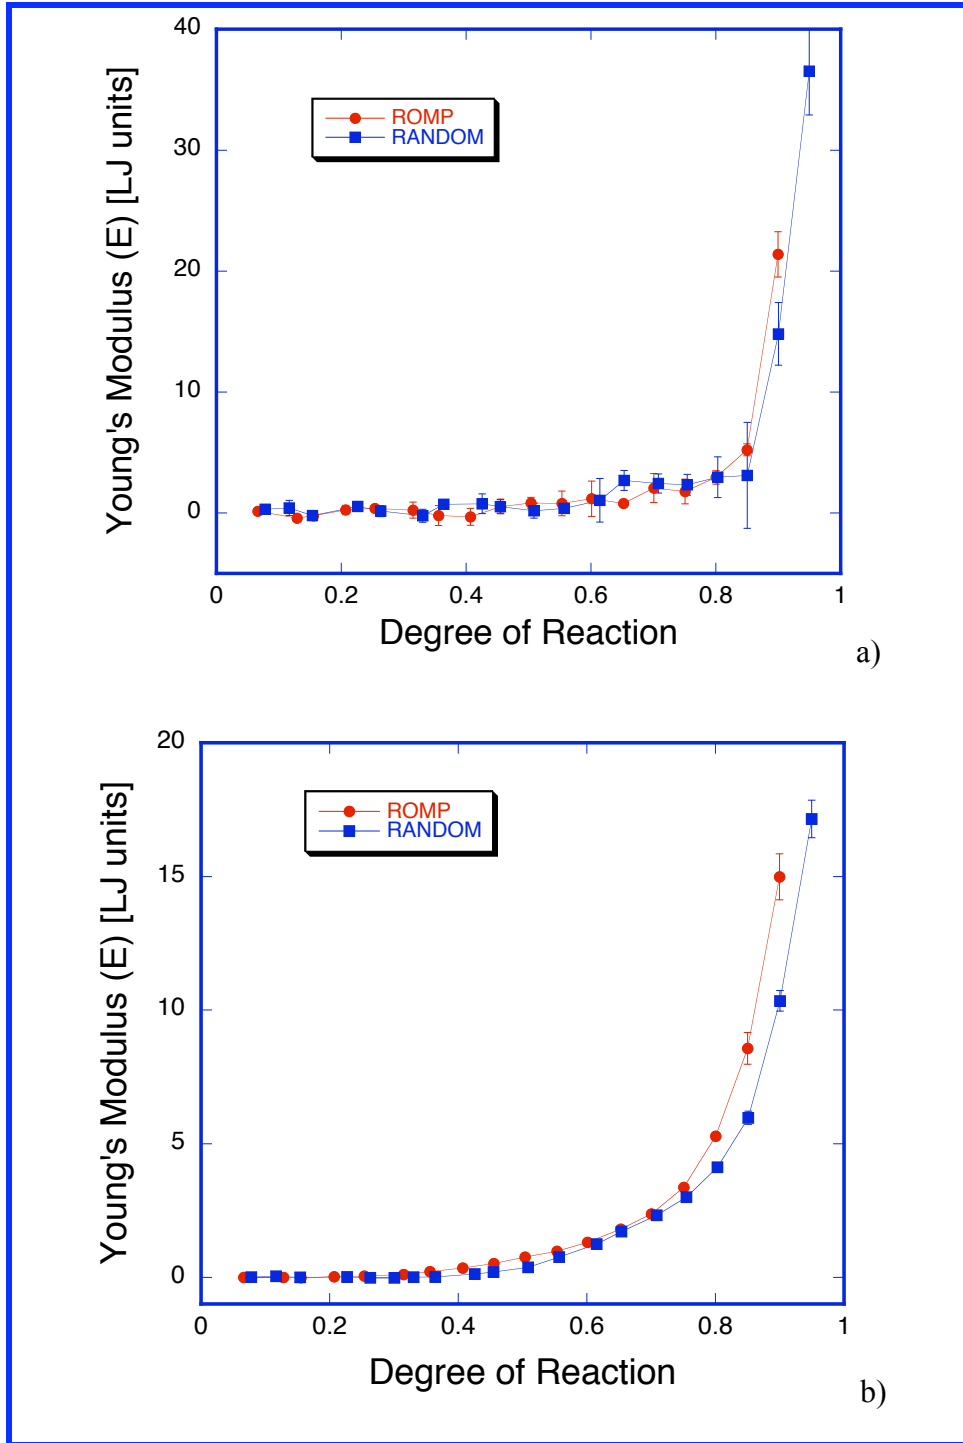 40
30
20
10
0
Young's Modulus (E) [LJ units]
ROMP
RANDOM
0 0.2 0.4 0.6 0.8 1
Degree of Reaction
a)
20
15
10
5
0
Young's Modulus (E) [LJ units]
ROMP
RANDOM
0 0.2 0.4 0.6 0.8 1
Degree of Reaction
b)